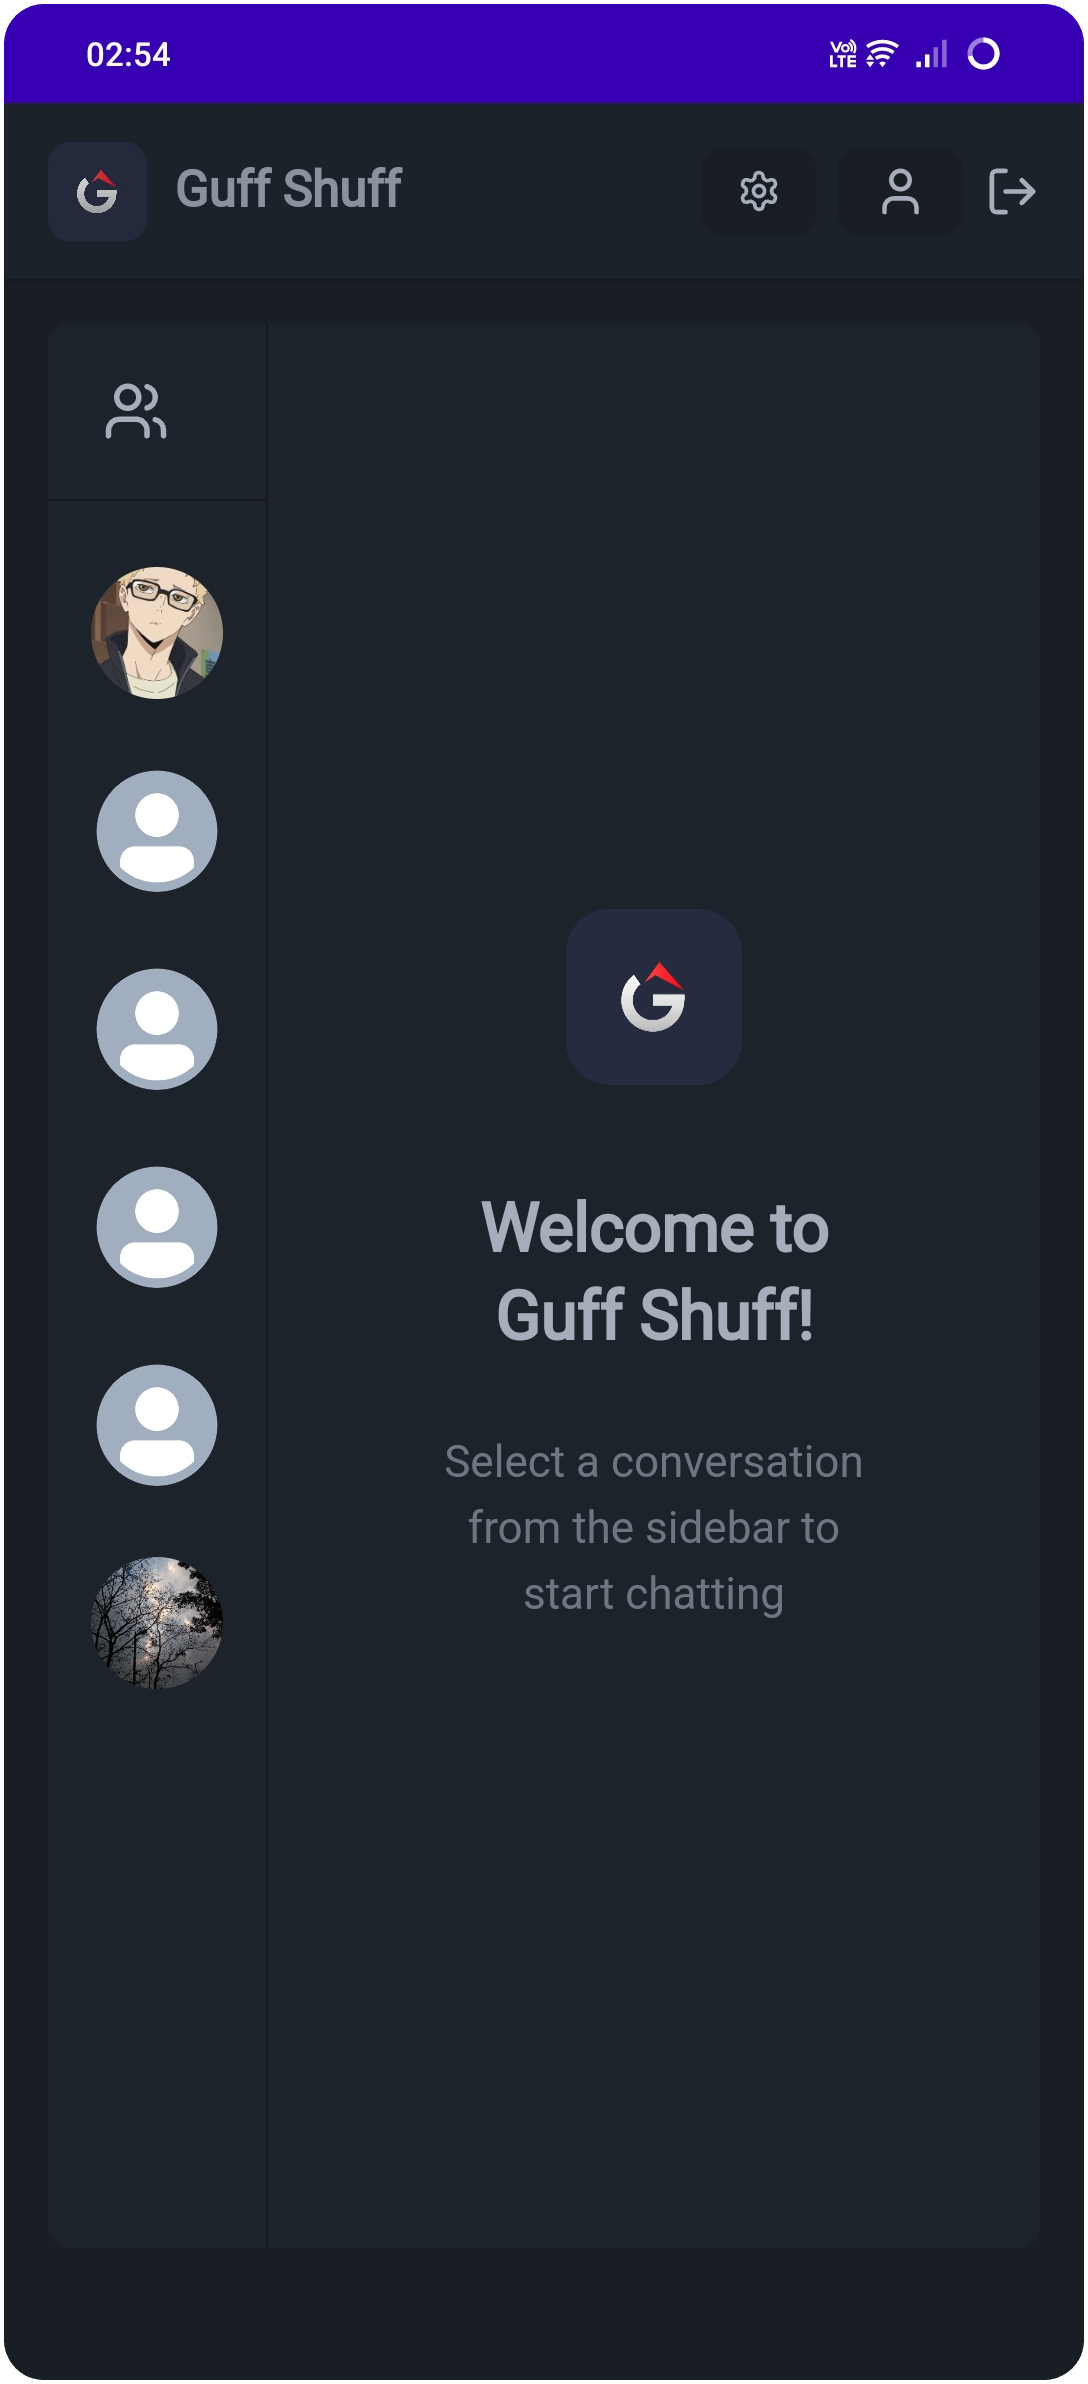 02:54
Vo)) LTE
Guff Shuff
Welcome to
Guff Shuff!
Select a conversation
from the sidebar to
start chatting